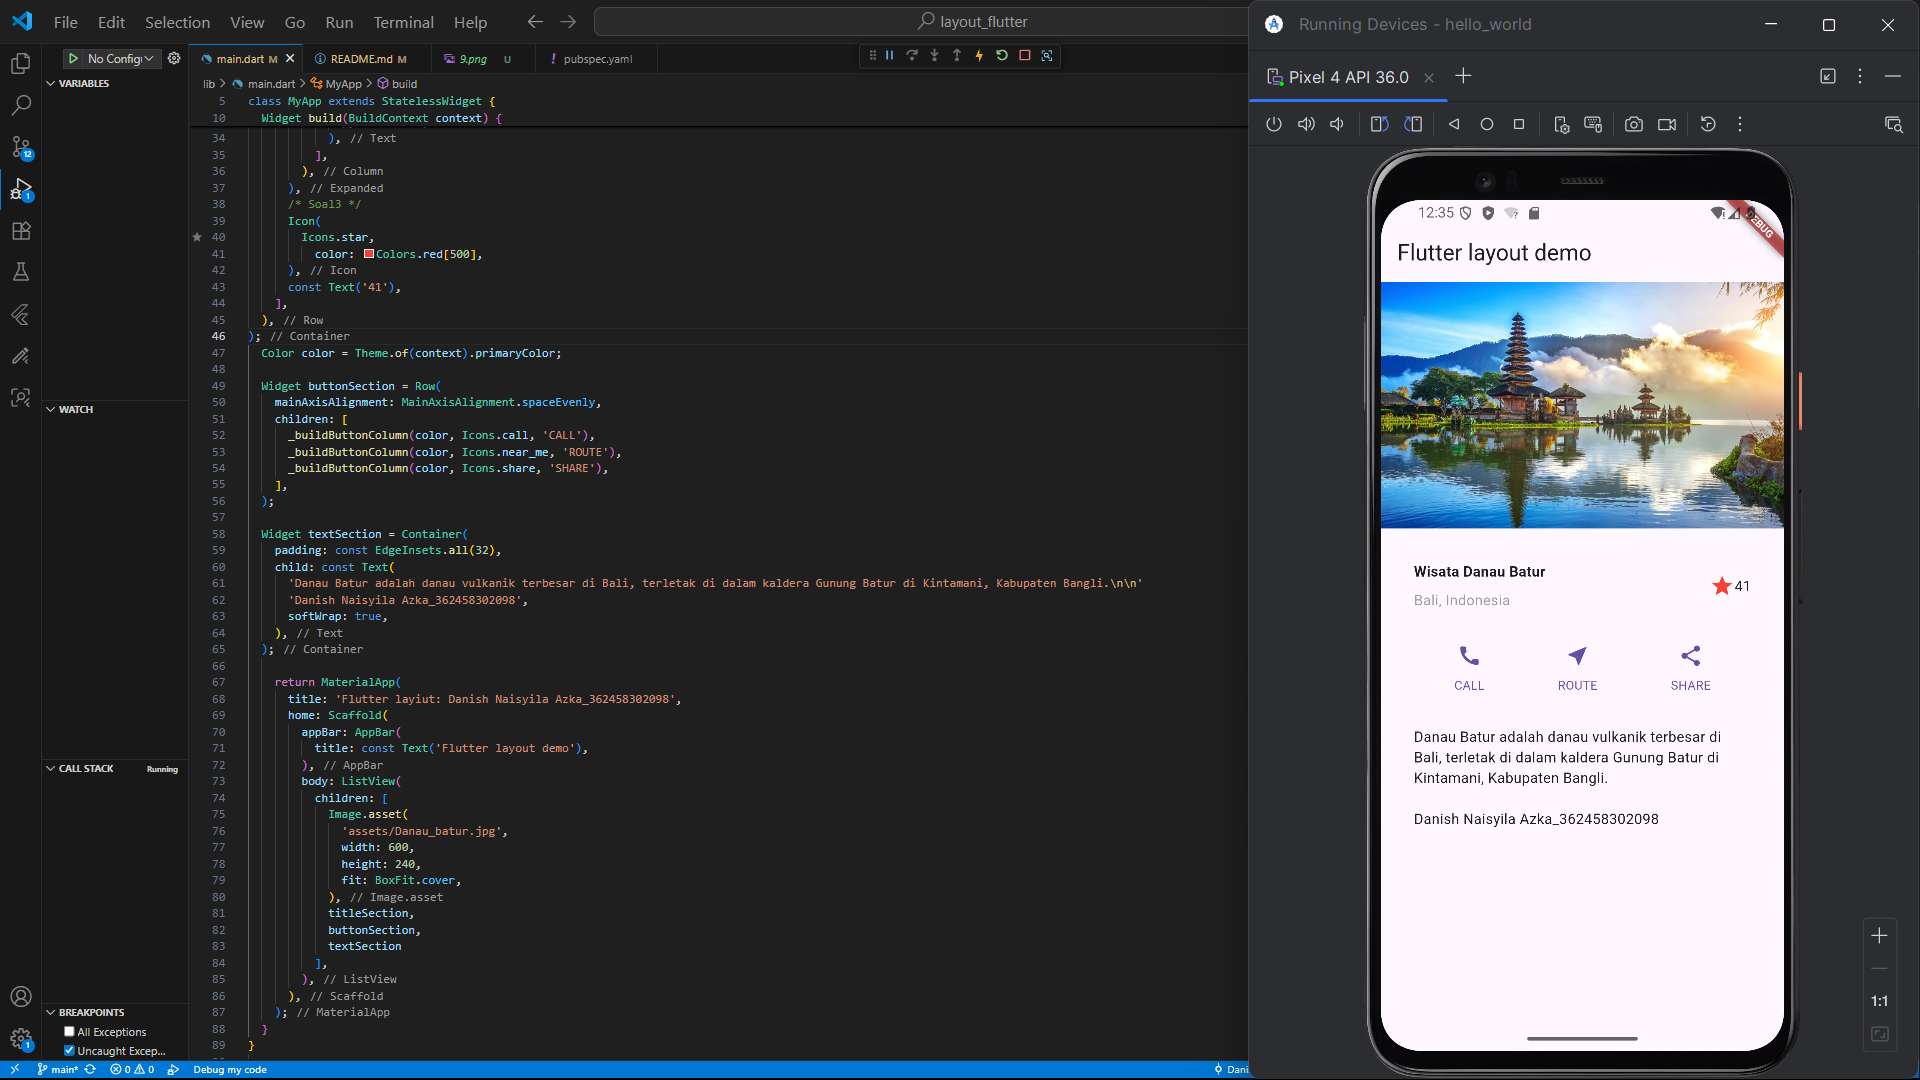 File Edit Selection View Go Run Terminal Help
layout_flutter
No Config
main.dart M
README.md M
9.png U
pubspec.yaml
VARIABLES
WATCH
CALL STACK Running
BREAKPOINTS
All Exceptions
Uncaught Excep...
lib > main.dart > MyApp > build
5 class MyApp extends StatelessWidget {
10 Widget build(BuildContext context) {
34 ), // Text
35 ],
36 ), // Column
37 ), // Expanded
38 /* Soal3 */
39 Icon(
40 Icons.star,
41 color: Colors.red[500],
42 ), // Icon
43 const Text('41'),
44 ],
45 ), // Row
46 ); // Container
47 Color color = Theme.of(context).primaryColor;
48
49 Widget buttonSection = Row(
50 mainAxisAlignment: MainAxisAlignment.spaceEvenly,
51 children: [
52 _buildButtonColumn(color, Icons.call, 'CALL'),
53 _buildButtonColumn(color, Icons.near_me, 'ROUTE'),
54 _buildButtonColumn(color, Icons.share, 'SHARE'),
55 ],
56 );
57
58 Widget textSection = Container(
59 padding: const EdgeInsets.all(32),
60 child: const Text(
61 'Danau Batur adalah danau vulkanik terbesar di Bali, terletak di dalam kaldera Gunung Batur di Kintamani, Kabupaten Bangli.\n\n'
62 'Danish Naisyila Azka_362458302098',
63 softWrap: true,
64 ), // Text
65 ); // Container
66
67 return MaterialApp(
68 title: 'Flutter layiut: Danish Naisyila Azka_362458302098',
69 home: Scaffold(
70 appBar: AppBar(
71 title: const Text('Flutter layout demo'),
72 ), // AppBar
73 body: ListView(
74 children: [
75 Image.asset(
76 'assets/Danau_batur.jpg',
77 width: 600,
78 height: 240,
79 fit: BoxFit.cover,
80 ), // Image.asset
81 titleSection,
82 buttonSection,
83 textSection
84 ],
85 ), // ListView
86 ), // Scaffold
87 ); // MaterialApp
88 }
89 }
12
1
1
main* 0 0 Debug my code
Dani
Running Devices - hello_world
Pixel 4 API 36.0
12:35
DEBUG
Flutter layout demo
Wisata Danau Batur
Bali, Indonesia
41
CALL ROUTE SHARE
Danau Batur adalah danau vulkanik terbesar di
Bali, terletak di dalam kaldera Gunung Batur di
Kintamani, Kabupaten Bangli.
Danish Naisyila Azka_362458302098
1:1